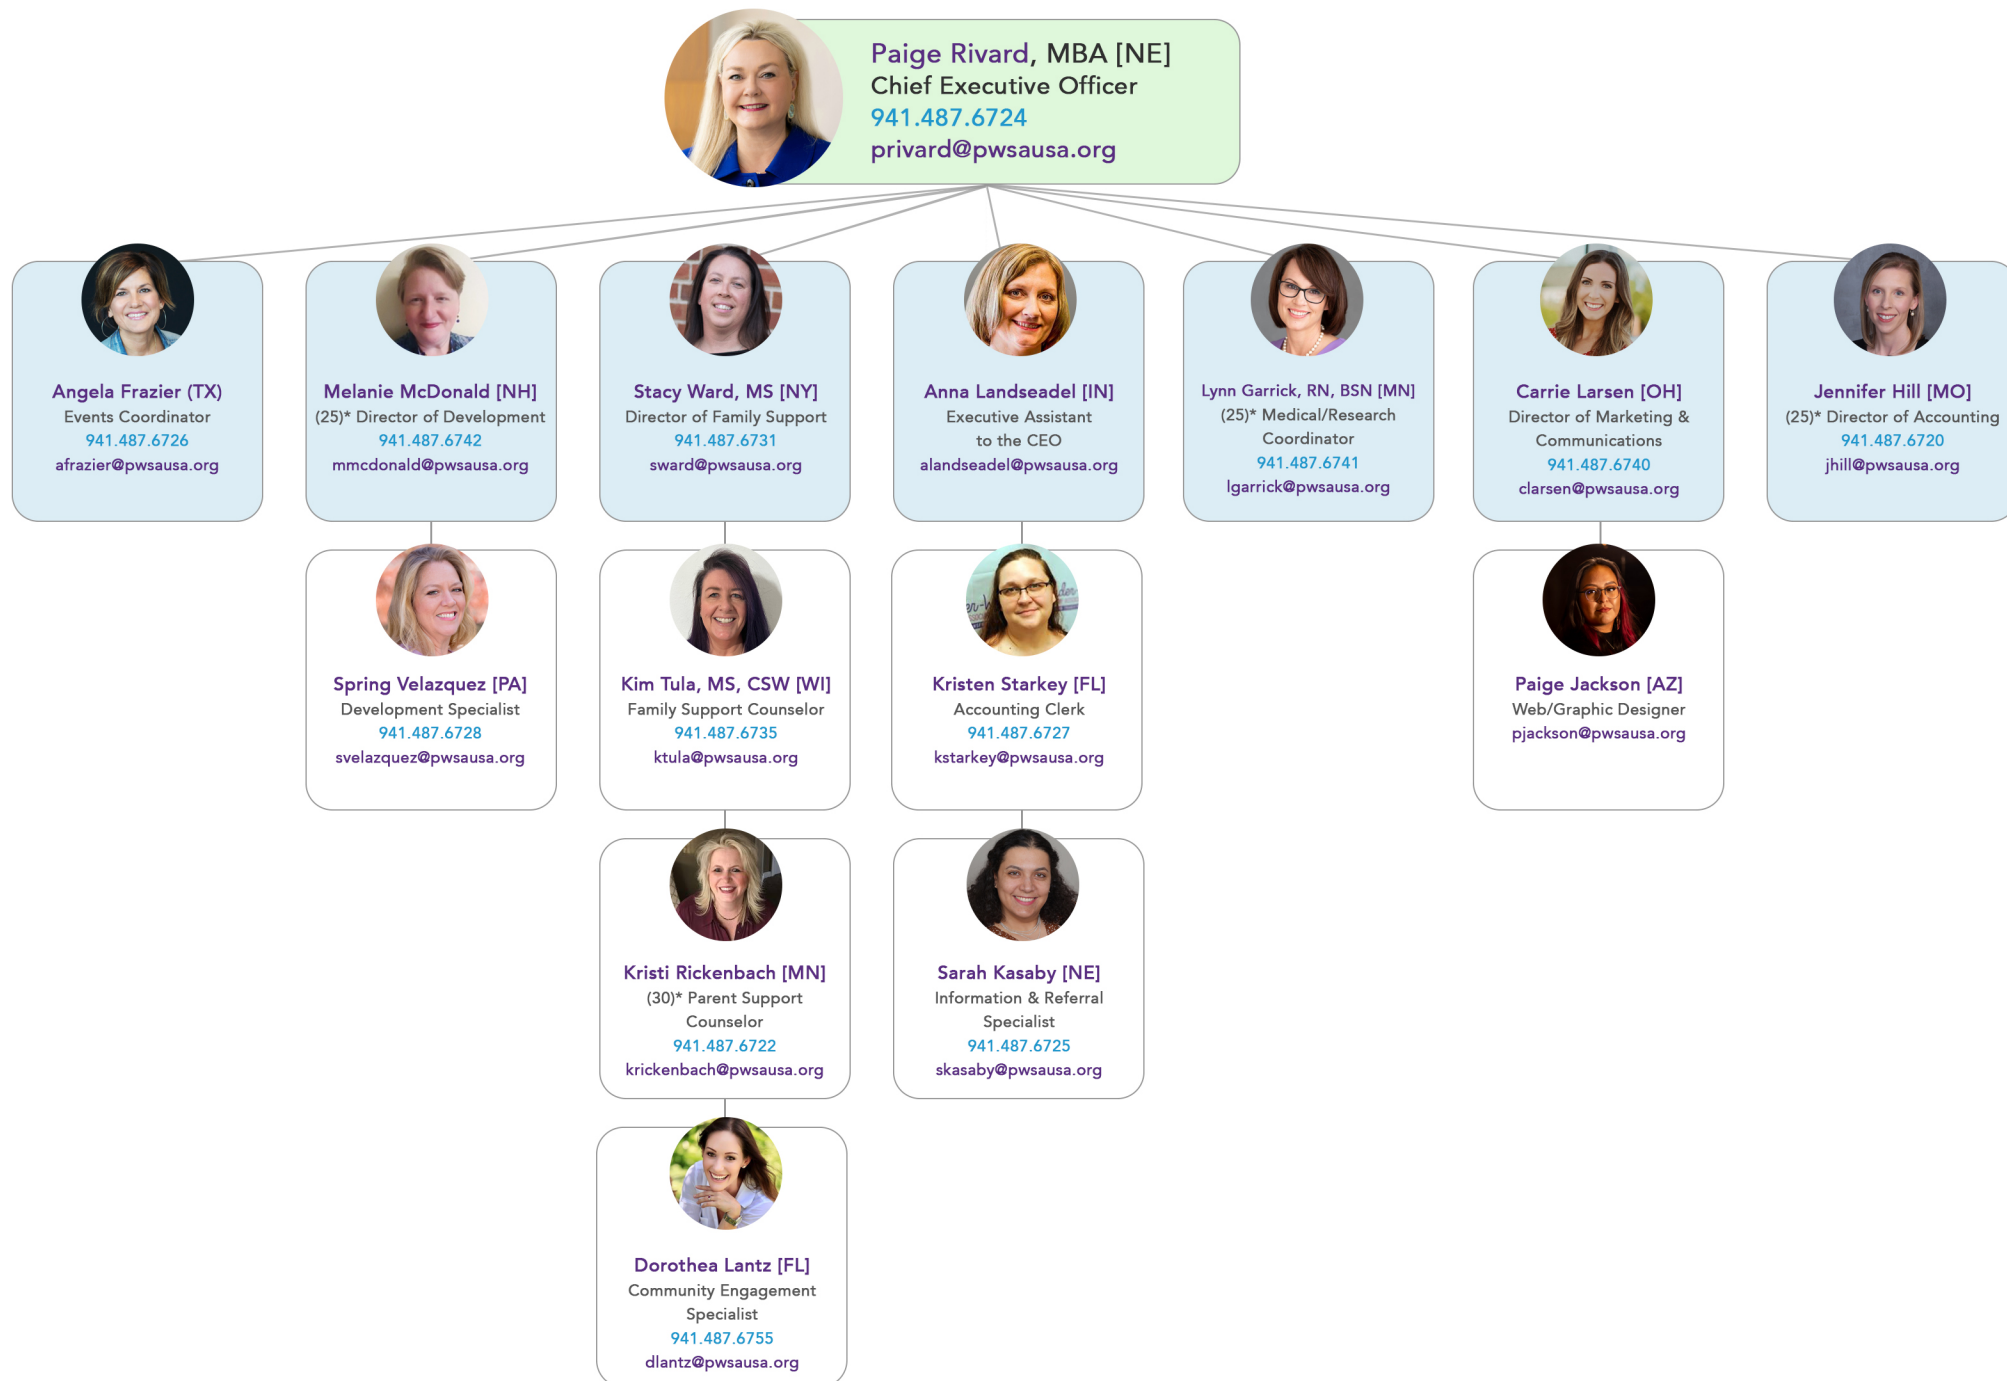 Paige Rivard, MBA [NE]
Chief Executive Officer
941.487.6724
privard@pwsausa.org
Angela Frazier (TX)
Events Coordinator
941.487.6726
afrazier@pwsausa.org
Melanie McDonald [NH]
(25)* Director of Development
941.487.6742
mmcdonald@pwsausa.org
Stacy Ward, MS [NY]
Director of Family Support
941.487.6731
sward@pwsausa.org
Anna Landseadel [IN]
Executive Assistant
to the CEO
alandseadel@pwsausa.org
Lynn Garrick, RN, BSN [MN]
(25)* Medical/Research
Coordinator
941.487.6741
lgarrick@pwsausa.org
Carrie Larsen [OH]
Director of Marketing &
Communications
941.487.6740
clarsen@pwsausa.org
Jennifer Hill [MO]
(25)* Director of Accounting
941.487.6720
jhill@pwsausa.org
Spring Velazquez [PA]
Development Specialist
941.487.6728
svelazquez@pwsausa.org
Kim Tula, MS, CSW [WI]
Family Support Counselor
941.487.6735
ktula@pwsausa.org
Kristen Starkey [FL]
Accounting Clerk
941.487.6727
kstarkey@pwsausa.org
Paige Jackson [AZ]
Web/Graphic Designer
pjackson@pwsausa.org
Kristi Rickenbach [MN]
(30)* Parent Support
Counselor
941.487.6722
krickenbach@pwsausa.org
Sarah Kasaby [NE]
Information & Referral
Specialist
941.487.6725
skasaby@pwsausa.org
Dorothea Lantz [FL]
Community Engagement
Specialist
941.487.6755
dlantz@pwsausa.org